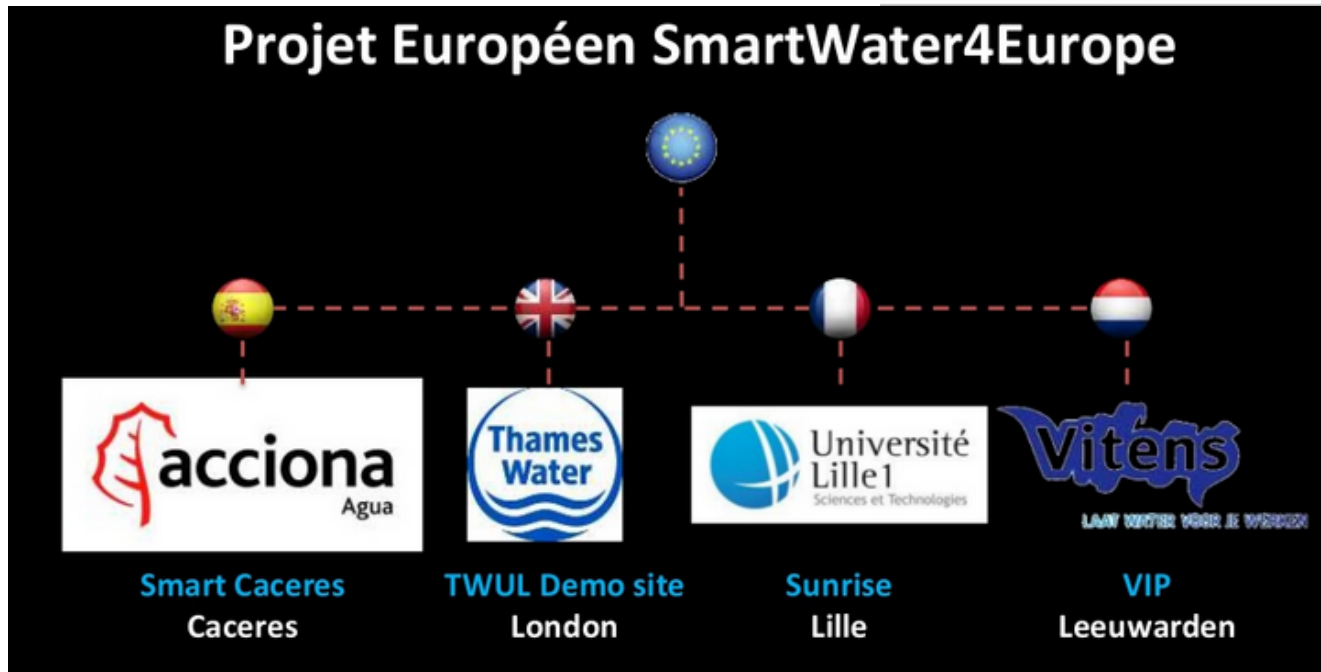 Projet Européen SmartWater4Europe
acciona
Agua
Thames
Water
Université
Lille1
Sciences et Technologies
Vitens
LAAT WATER VOOR JE WERKEN
Smart Caceres
TWUL Demo site
Sunrise
VIP
Caceres
London
Lille
Leeuwarden